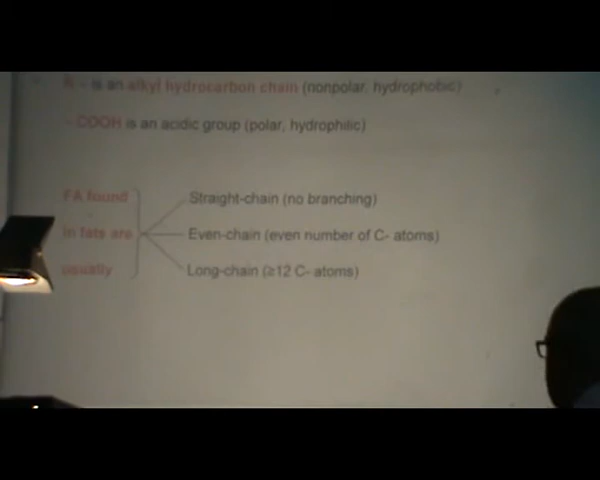 R - is an alkyl hydrocarbon chain (nonpolar, hydrophobic)
- COOH is an acidic group (polar, hydrophilic)
FA found
in fats are
usually
Straight-chain (no branching)
Even-chain (even number of C- atoms)
Long-chain (≥12 C- atoms)